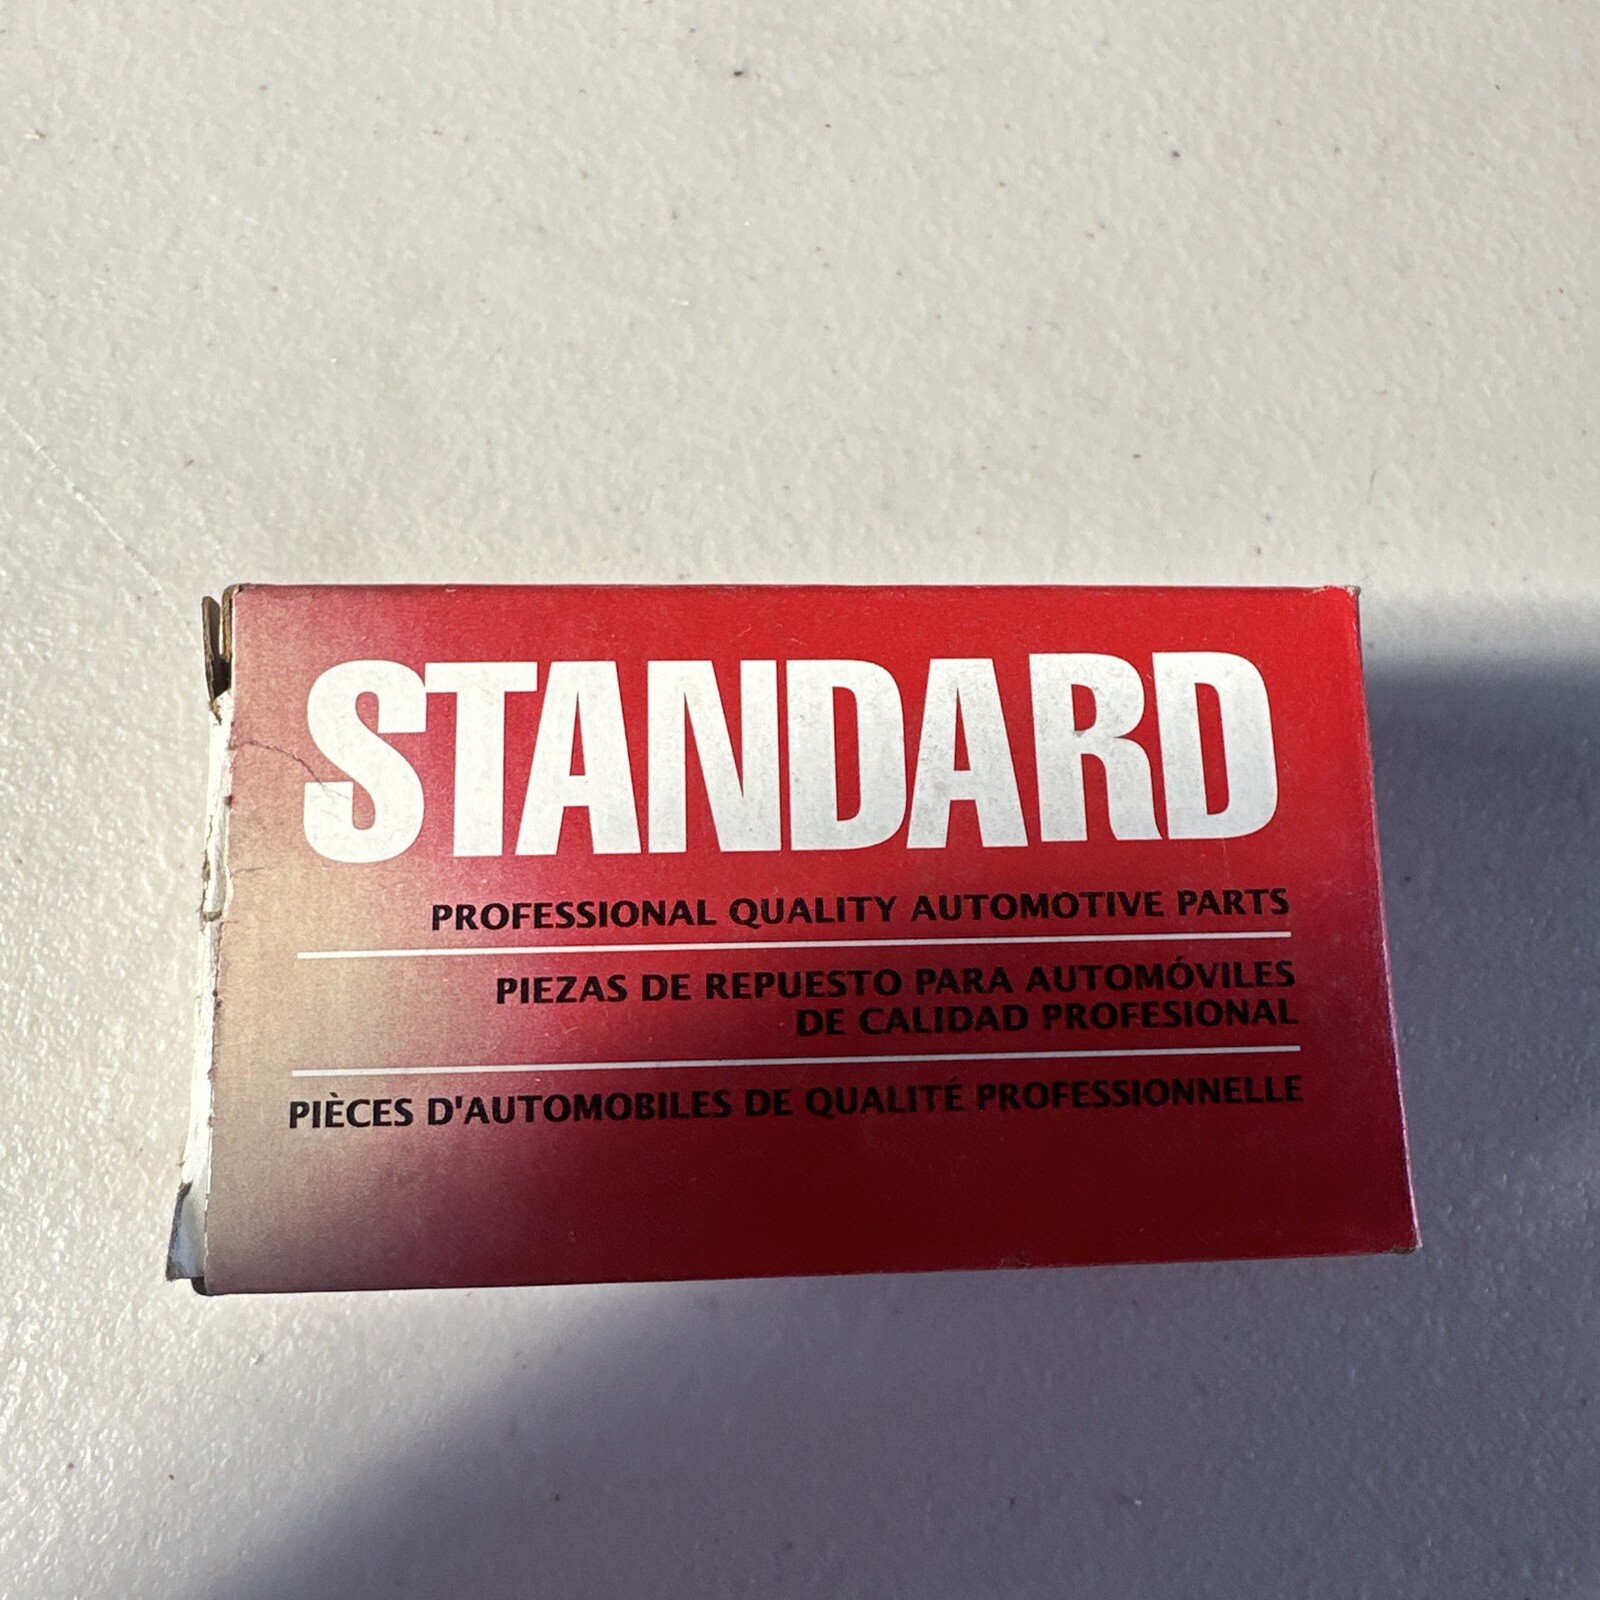 STANDARD
PROFESSIONAL QUALITY AUTOMOTIVE PARTS
PIEZAS DE REPUESTO PARA AUTOMÓVILES
DE CALIDAD PROFESIONAL
PIÈCES D'AUTOMOBILES DE QUALITÉ PROFESSIONNELLE